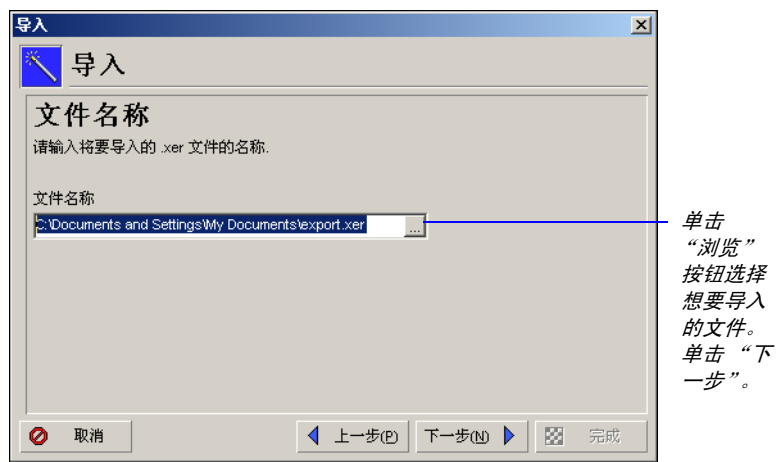 导入
导入
文件名称
请输入将要导入的 .xer 文件的名称.
文件名称
C:\Documents and Settings\My Documents\export.xer
...
单击
“浏览”
按钮选择
想要导入
的文件。
单击 “下
一步”。
取消
上一步(P)
下一步(N)
完成